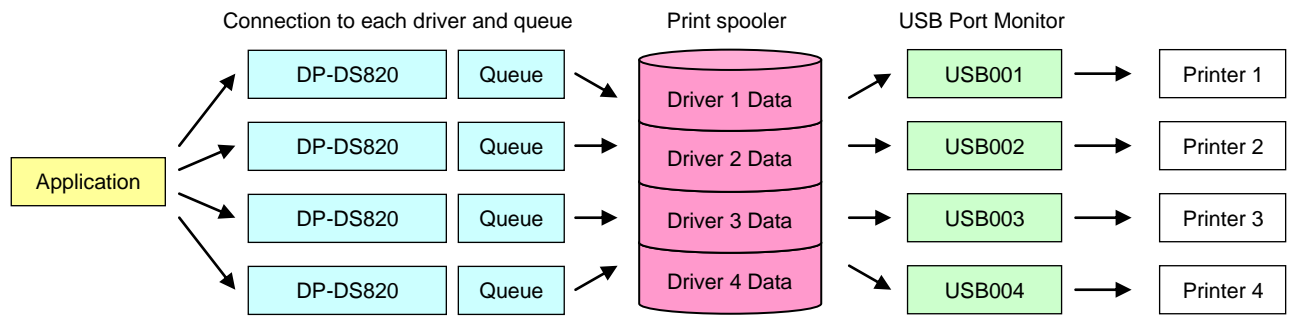 Connection to each driver and queue Print spooler USB Port Monitor
DP-DS820 Queue Driver 1 Data USB001 Printer 1
DP-DS820 Queue Driver 2 Data USB002 Printer 2
Application
DP-DS820 Queue Driver 3 Data USB003 Printer 3
DP-DS820 Queue Driver 4 Data USB004 Printer 4